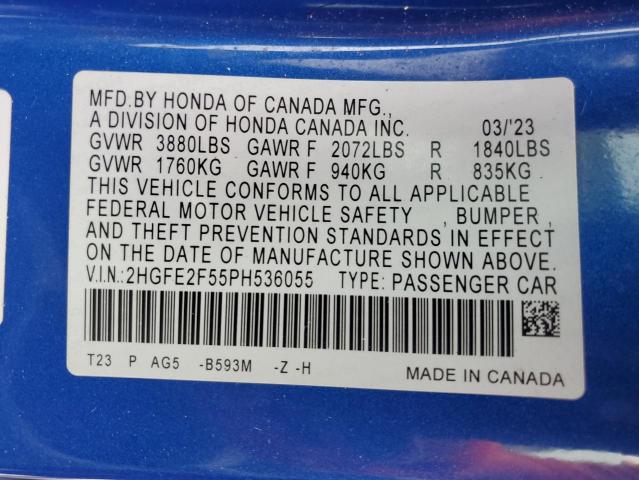 MFD.BY HONDA OF CANADA MFG.,
A DIVISION OF HONDA CANADA INC. 03/'23
GVWR 3880LBS GAWR F 2072LBS R 1840LBS
GVWR 1760KG GAWR F 940KG R 835KG
THIS VEHICLE CONFORMS TO ALL APPLICABLE
FEDERAL MOTOR VEHICLE SAFETY , BUMPER ,
AND THEFT PREVENTION STANDARDS IN EFFECT
ON THE DATE OF MANUFACTURE SHOWN ABOVE.
V.I.N.:2HGFE2F55PH536055 TYPE: PASSENGER CAR
T23 P AG5 -B593M -Z -H
MADE IN CANADA